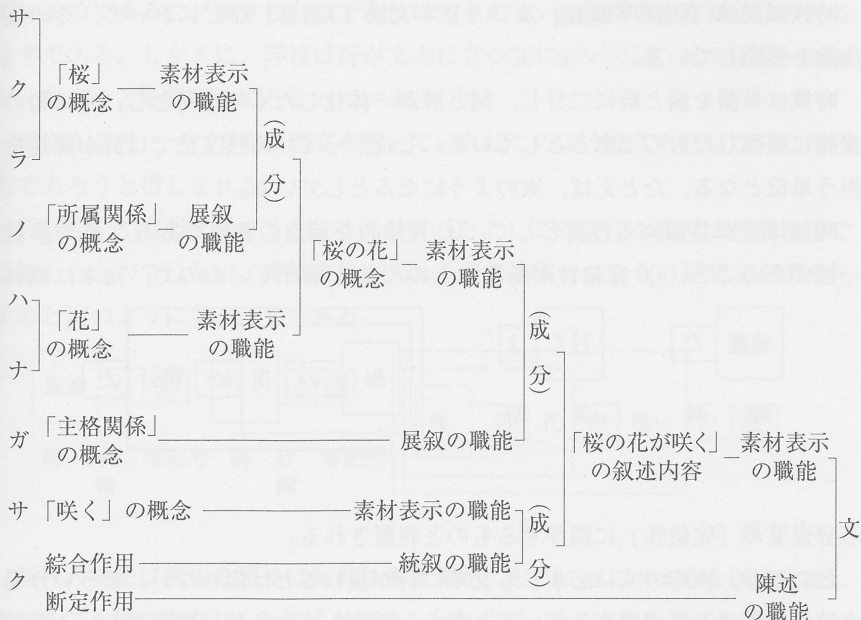 サ
ク
ラ
「桜」
の概念
素材表示
の職能
(成分)
ノ
「所属関係」
の概念
展叙
の職能
ハ
ナ
「花」
の概念
素材表示
の職能
「桜の花」
の概念
素材表示
の職能
(成分)
ガ
「主格関係」
の概念
展叙の職能
「桜の花が咲く」
の叙述内容
素材表示
の職能
サ
「咲く」の概念
素材表示の職能
(成分)
ク
綜合作用
統叙の職能
断定作用
陳述
の職能
文